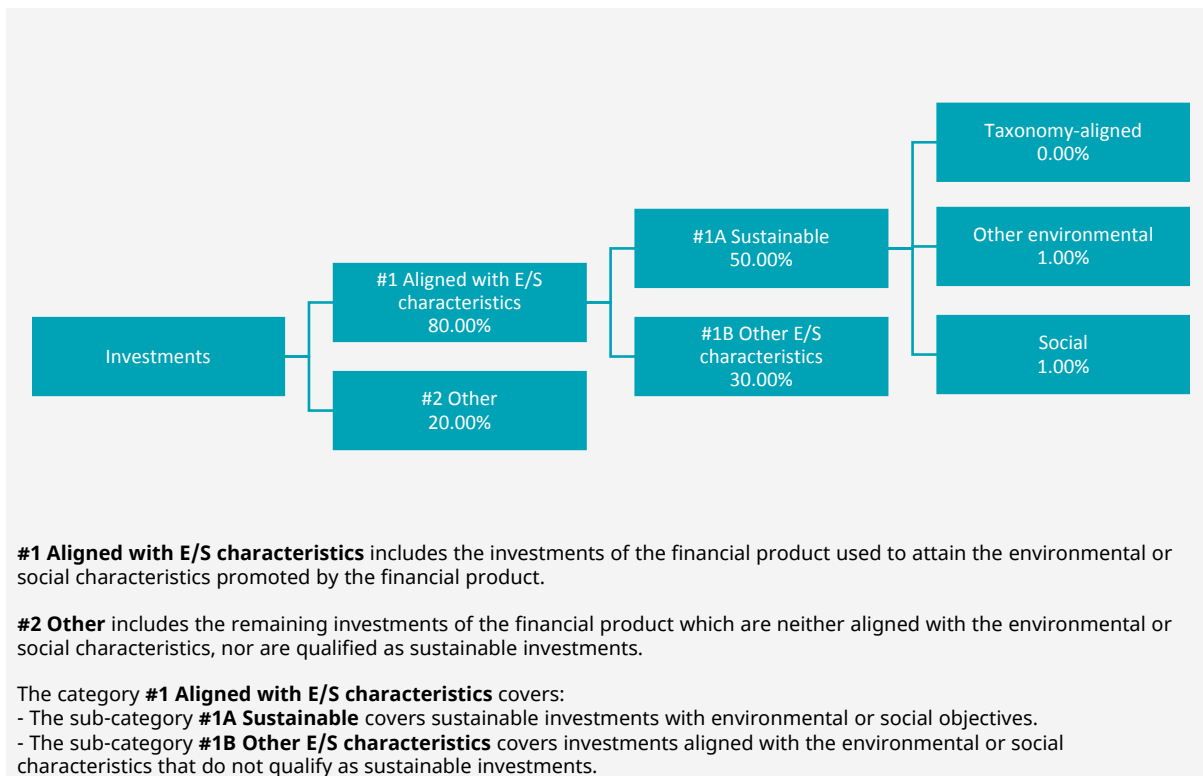 Investments
#1 Aligned with E/S
characteristics
80.00%
#2 Other
20.00%
#1A Sustainable
50.00%
#1B Other E/S
characteristics
30.00%
Taxonomy-aligned
0.00%
Other environmental
1.00%
Social
1.00%
#1 Aligned with E/S characteristics includes the investments of the financial product used to attain the environmental or
social characteristics promoted by the financial product.
#2 Other includes the remaining investments of the financial product which are neither aligned with the environmental or
social characteristics, nor are qualified as sustainable investments.
The category #1 Aligned with E/S characteristics covers:
- The sub-category #1A Sustainable covers sustainable investments with environmental or social objectives.
- The sub-category #1B Other E/S characteristics covers investments aligned with the environmental or social
characteristics that do not qualify as sustainable investments.